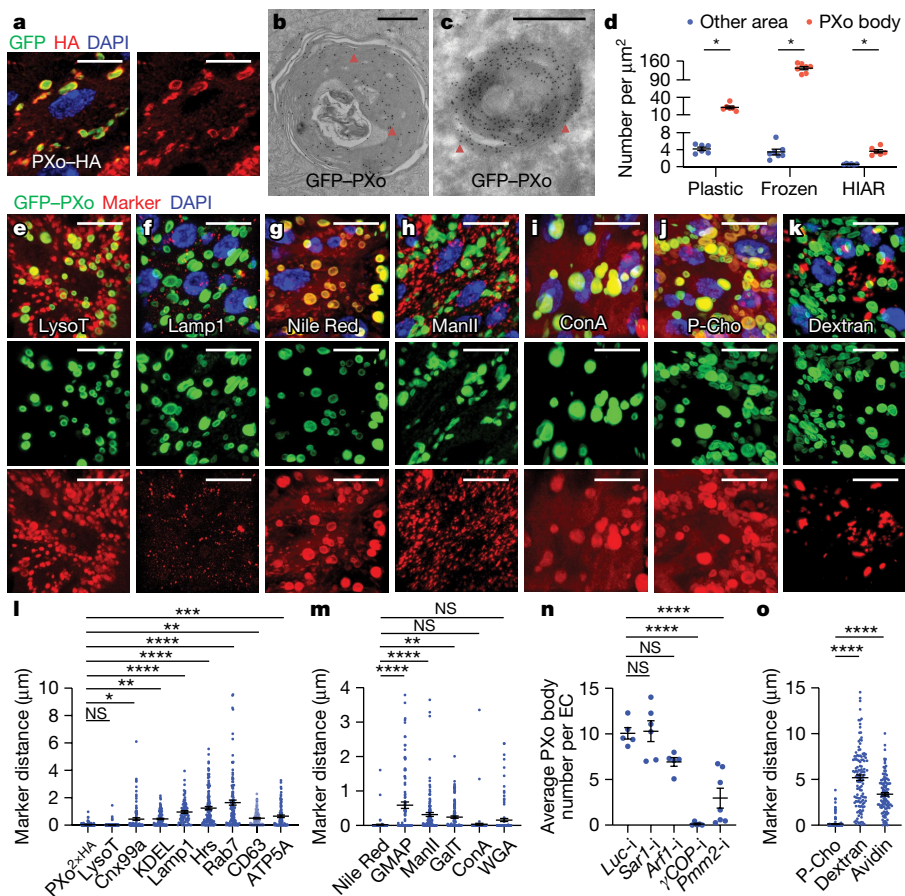 a
GFP HA DAPI
PXo–HA
b
GFP–PXo
c
GFP–PXo
d
Other area PXo body
Number per μm²
160
100
40
10
8
4
0
* * *
Plastic Frozen HIAR
GFP–PXo Marker DAPI
e f g h i j k
LysoT Lamp1 Nile Red ManII ConA P-Cho Dextran
l
***
**
****
****
****
**
*
NS
Marker distance (μm)
10
8
6
4
2
0
PXo2×HA
LysoT
Cnx99a
KDEL
Lamp1
Hrs
Rab7
CD63
ATP5A
m
NS
NS
**
****
****
Marker distance (μm)
4
3
2
1
0
Nile Red
GMAP
ManII
GalT
ConA
WGA
n
****
****
NS
NS
Average PXo body
number per EC
15
10
5
0
Luc-i
Sar1-i
Arf1-i
γCOP-i
Pmm2-i
o
****
****
Marker distance (μm)
15
10
5
0
P-Cho
Dextran
Avidin